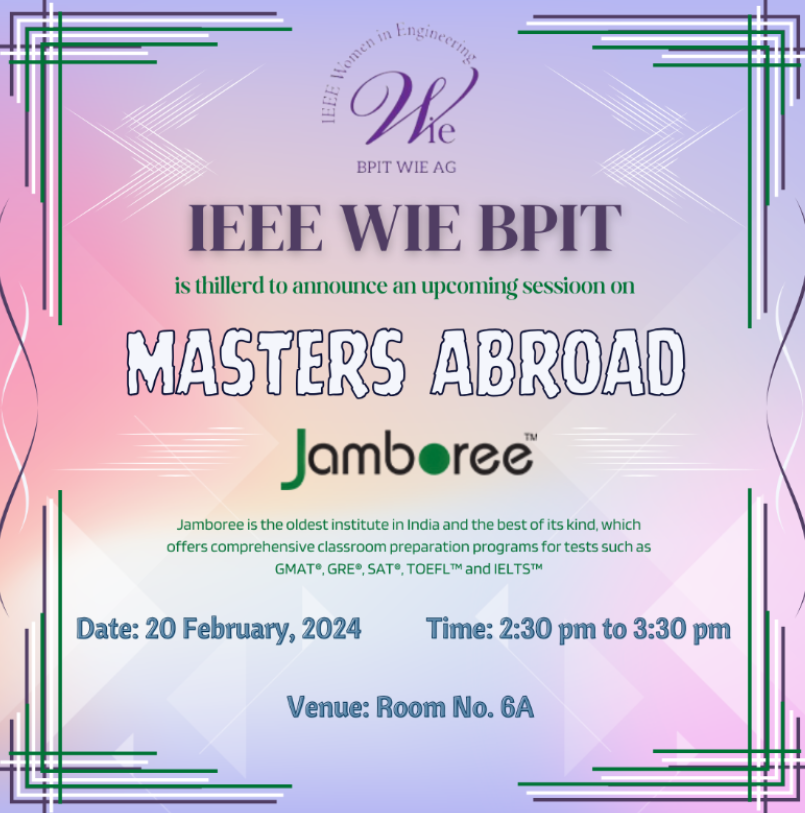 IEEE Women in Engineering
Wie
BPIT WIE AG
IEEE WIE BPIT
is thillerd to announce an upcoming sessioon on
MASTERS ABROAD
Jamboree™
Jamboree is the oldest institute in India and the best of its kind, which
offers comprehensive classroom preparation programs for tests such as
GMAT®, GRE®, SAT®, TOEFL™ and IELTS™
Date: 20 February, 2024 Time: 2:30 pm to 3:30 pm
Venue: Room No. 6A